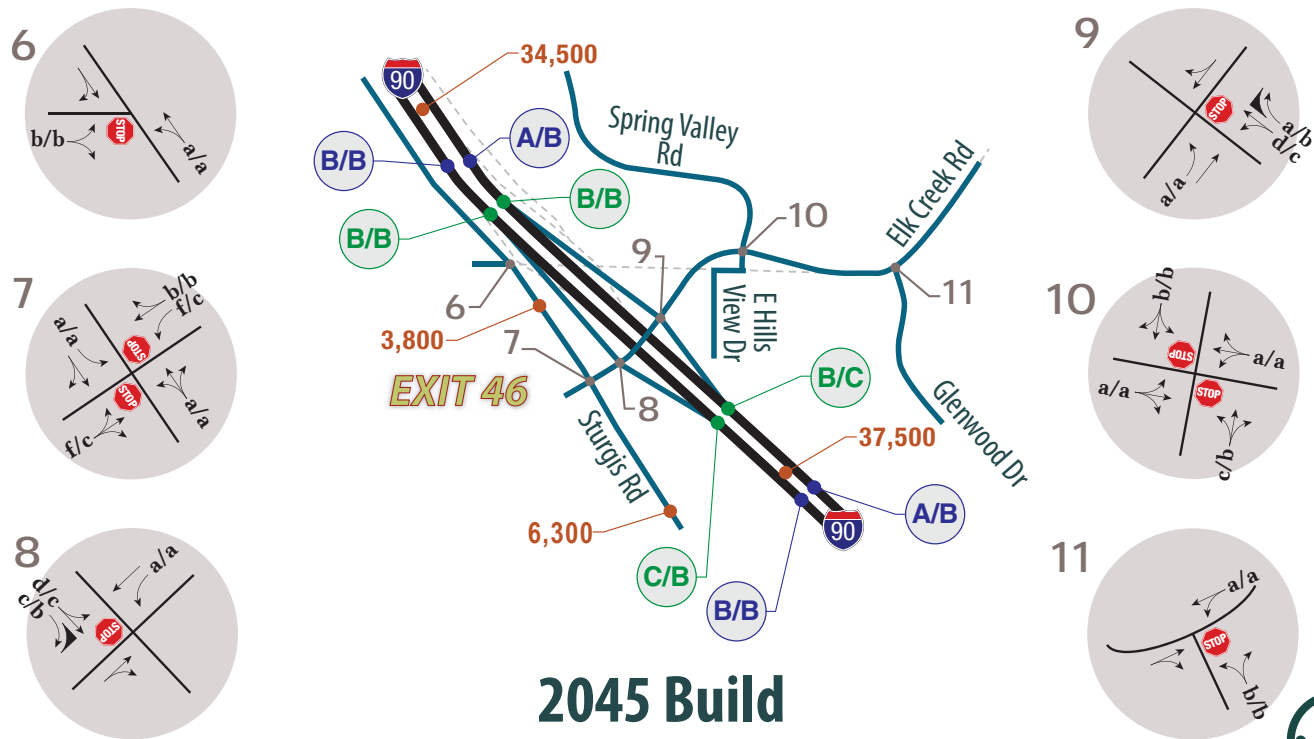 6
b/b
STOP
a/a
7
a/a
b/b
f/c
STOP
STOP
f/c
a/a
8
d/c
c/b
STOP
a/a
90
34,500
Spring Valley
Rd
B/B
A/B
B/B
B/B
Elk Creek Rd
10
9
6
11
E Hills
View Dr
3,800
7
EXIT 46
8
B/C
37,500
Glenwood Dr
Sturgis Rd
6,300
A/B
90
C/B
B/B
2045 Build
9
STOP
a/b
d/c
a/a
10
b/b
STOP
a/a
a/a
STOP
c/b
11
a/a
STOP
b/b